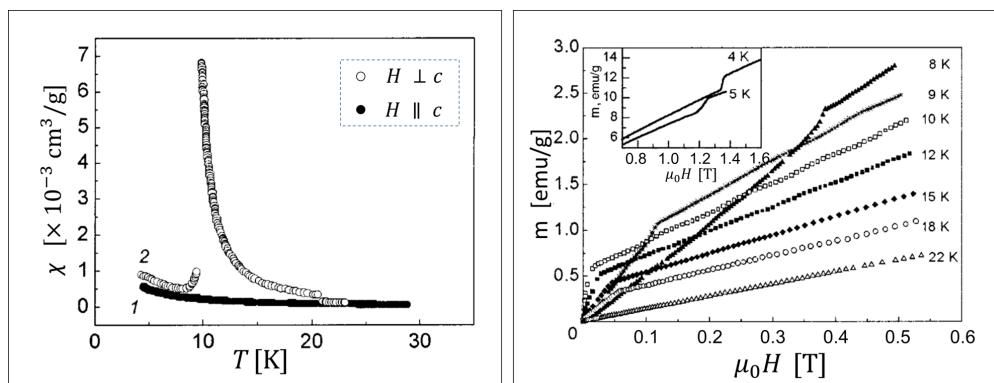 7
6
5
4
3
2
1
0
χ [× 10⁻³ cm³/g]
H ⊥ c
H ∥ c
2
1
0
10
20
30
T [K]
3.0
2.5
2.0
1.5
1.0
0.5
0
m [emu/g]
14
12
10
8
6
m, emu/g
4 K
5 K
0.8
1.0
1.2
1.4
1.6
μ₀H [T]
8 K
9 K
10 K
12 K
15 K
18 K
22 K
0.1
0.2
0.3
0.4
0.5
0.6
μ₀H [T]